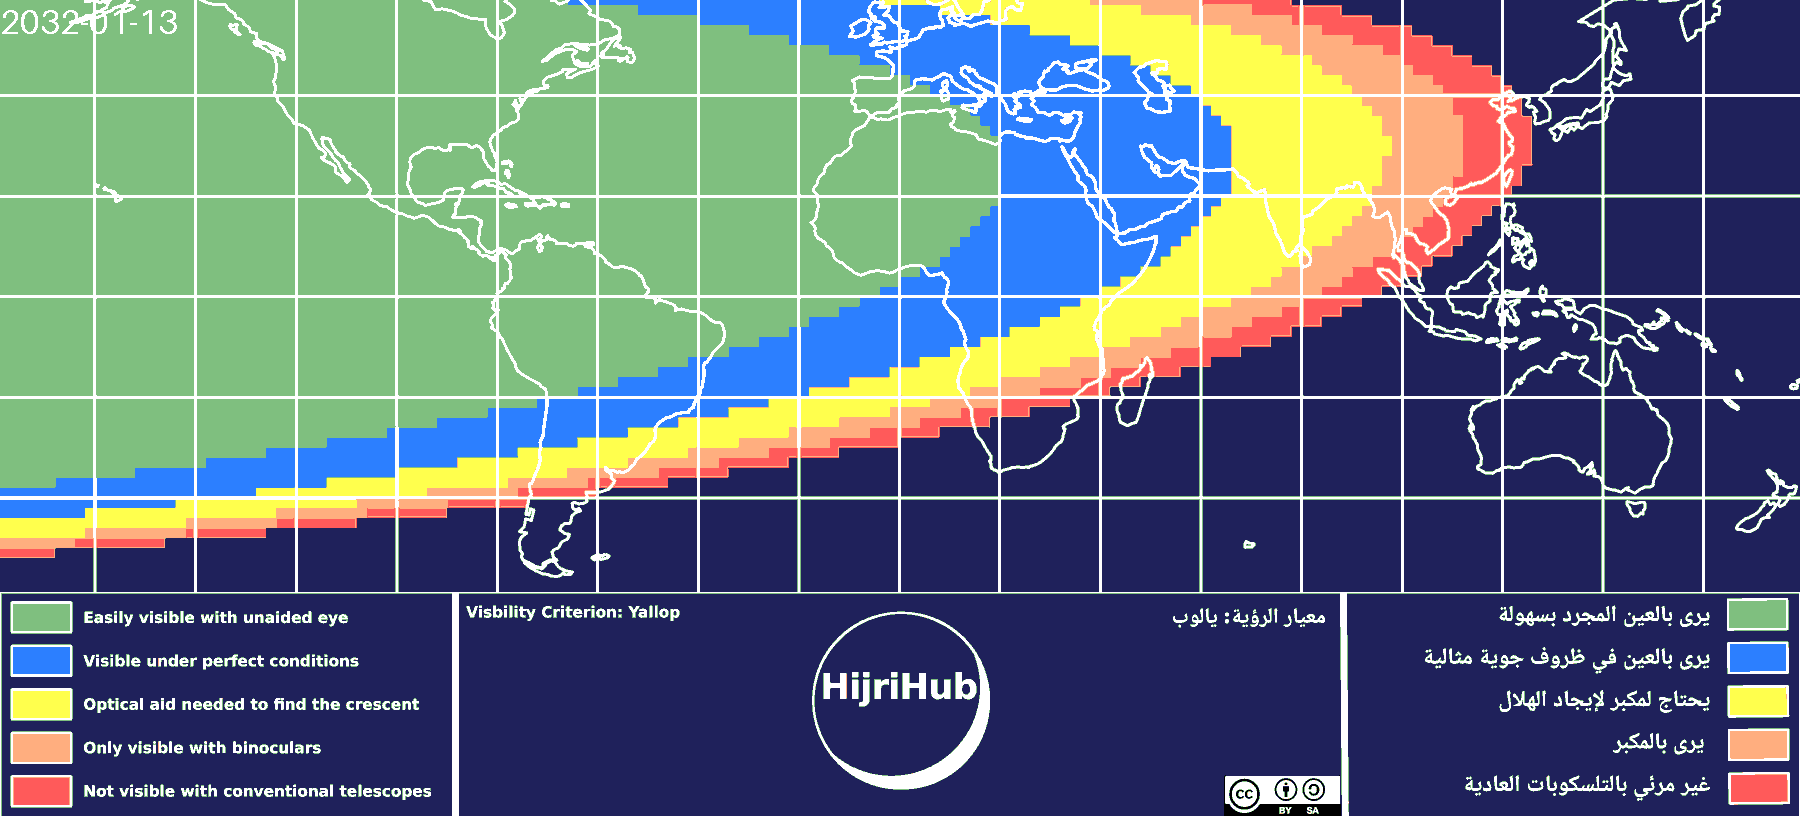 2032-01-13
Easily visible with unaided eye
Visible under perfect conditions
Optical aid needed to find the crescent
Only visible with binoculars
Not visible with conventional telescopes
Visbility Criterion: Yallop
معيار الرؤية: يالوب
HijriHub
cc
BY SA
يرى بالعين المجرد بسهولة
يرى بالعين في ظروف جوية مثالية
يحتاج لمكبر لإيجاد الهلال
يرى بالمكبر
غير مرئي بالتلسكوبات العادية